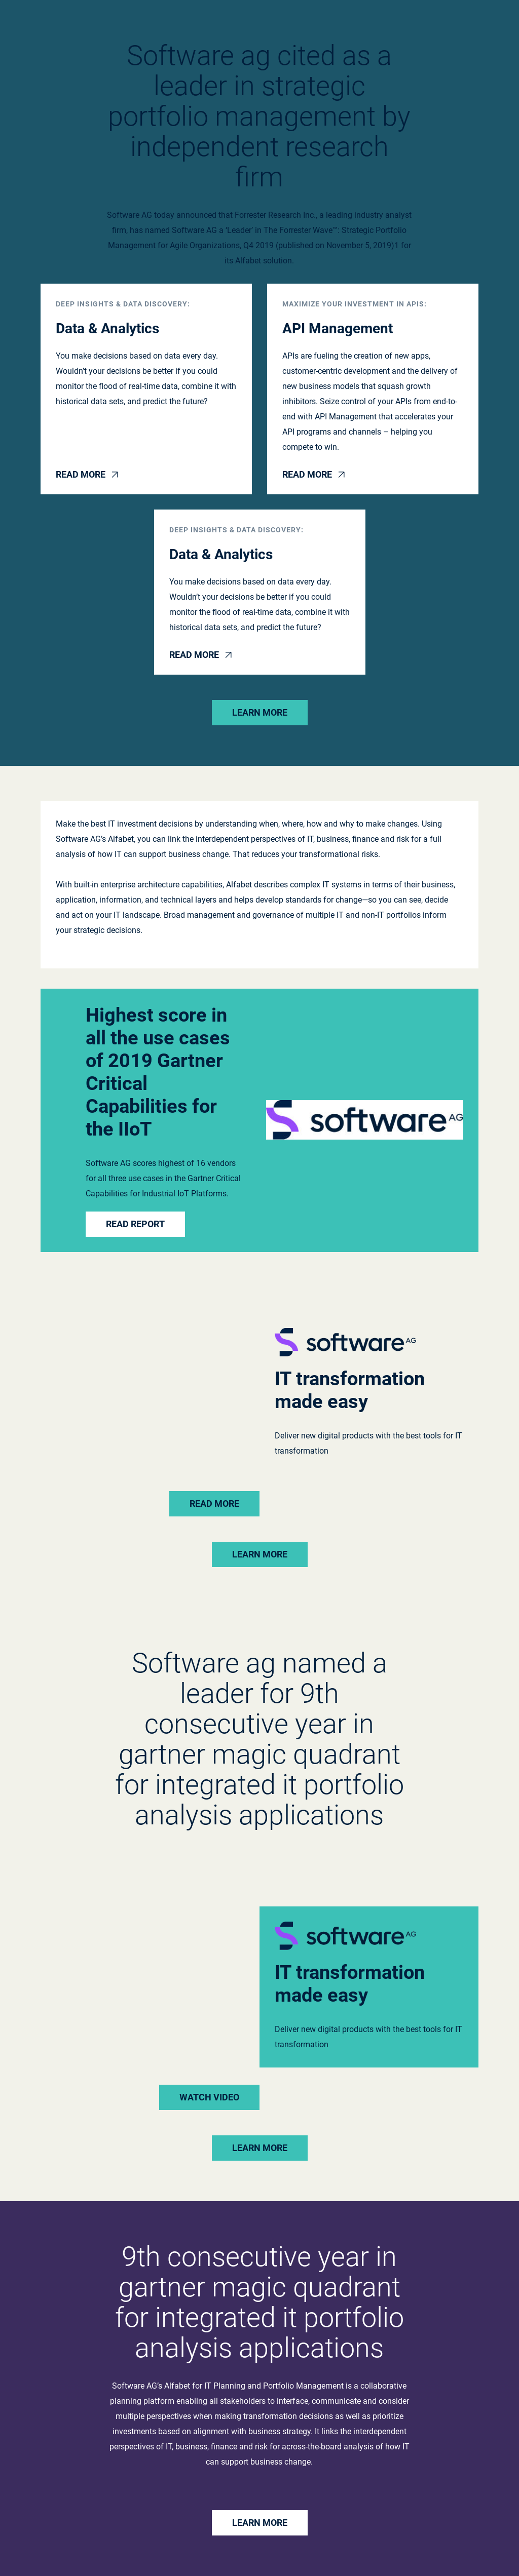 Software ag cited as a
leader in strategic
portfolio management by
independent research
firm
Software AG today announced that Forrester Research Inc., a leading industry analyst
firm, has named Software AG a 'Leader' in The Forrester Wave™: Strategic Portfolio
Management for Agile Organizations, Q4 2019 (published on November 5, 2019)1 for
its Alfabet solution.
DEEP INSIGHTS & DATA DISCOVERY:
Data & Analytics
You make decisions based on data every day.
Wouldn't your decisions be better if you could
monitor the flood of real-time data, combine it with
historical data sets, and predict the future?
READ MORE
MAXIMIZE YOUR INVESTMENT IN APIS:
API Management
APIs are fueling the creation of new apps,
customer-centric development and the delivery of
new business models that squash growth
inhibitors. Seize control of your APIs from end-to-
end with API Management that accelerates your
API programs and channels – helping you
compete to win.
READ MORE
DEEP INSIGHTS & DATA DISCOVERY:
Data & Analytics
You make decisions based on data every day.
Wouldn't your decisions be better if you could
monitor the flood of real-time data, combine it with
historical data sets, and predict the future?
READ MORE
LEARN MORE
Make the best IT investment decisions by understanding when, where, how and why to make changes. Using
Software AG's Alfabet, you can link the interdependent perspectives of IT, business, finance and risk for a full
analysis of how IT can support business change. That reduces your transformational risks.
With built-in enterprise architecture capabilities, Alfabet describes complex IT systems in terms of their business,
application, information, and technical layers and helps develop standards for change—so you can see, decide
and act on your IT landscape. Broad management and governance of multiple IT and non-IT portfolios inform
your strategic decisions.
Highest score in
all the use cases
of 2019 Gartner
Critical
Capabilities for
the IIoT
Software AG scores highest of 16 vendors
for all three use cases in the Gartner Critical
Capabilities for Industrial IoT Platforms.
READ REPORT
software AG
software AG
IT transformation
made easy
Deliver new digital products with the best tools for IT
transformation
READ MORE
LEARN MORE
Software ag named a
leader for 9th
consecutive year in
gartner magic quadrant
for integrated it portfolio
analysis applications
software AG
IT transformation
made easy
Deliver new digital products with the best tools for IT
transformation
WATCH VIDEO
LEARN MORE
9th consecutive year in
gartner magic quadrant
for integrated it portfolio
analysis applications
Software AG's Alfabet for IT Planning and Portfolio Management is a collaborative
planning platform enabling all stakeholders to interface, communicate and consider
multiple perspectives when making transformation decisions as well as prioritize
investments based on alignment with business strategy. It links the interdependent
perspectives of IT, business, finance and risk for across-the-board analysis of how IT
can support business change.
LEARN MORE